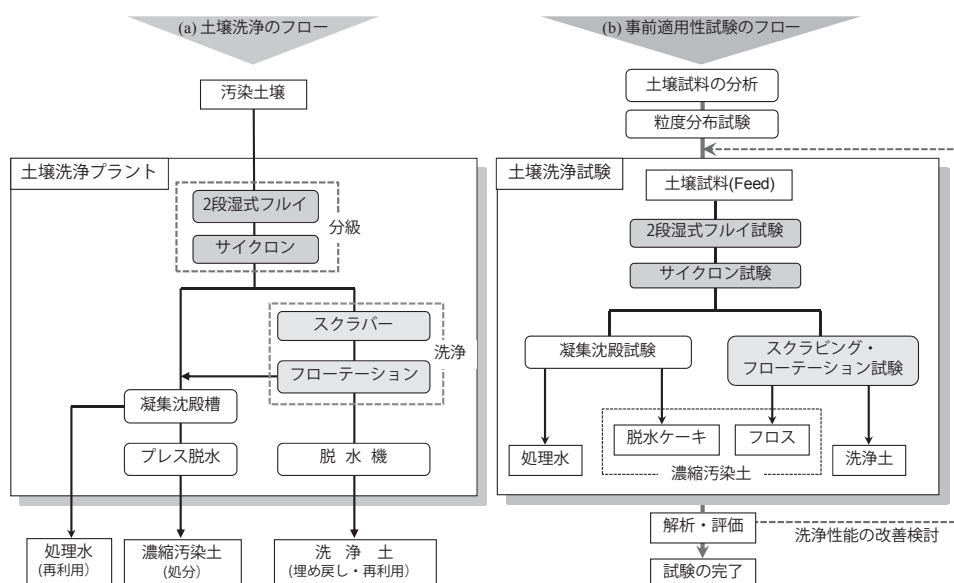 (a) 土壌洗浄のフロー
汚染土壌
土壌洗浄プラント
2段湿式フルイ
サイクロン
分級
スクラバー
フローテーション
洗浄
凝集沈殿槽
プレス脱水
脱 水 機
処理水
(再利用)
濃縮汚染土
(処分)
洗 浄 土
(埋め戻し・再利用)
(b) 事前適用性試験のフロー
土壌試料の分析
粒度分布試験
土壌洗浄試験
土壌試料(Feed)
2段湿式フルイ試験
サイクロン試験
凝集沈殿試験
スクラビング・
フローテーション試験
処理水
脱水ケーキ
フロス
濃縮汚染土
洗浄土
解析・評価
洗浄性能の改善検討
試験の完了